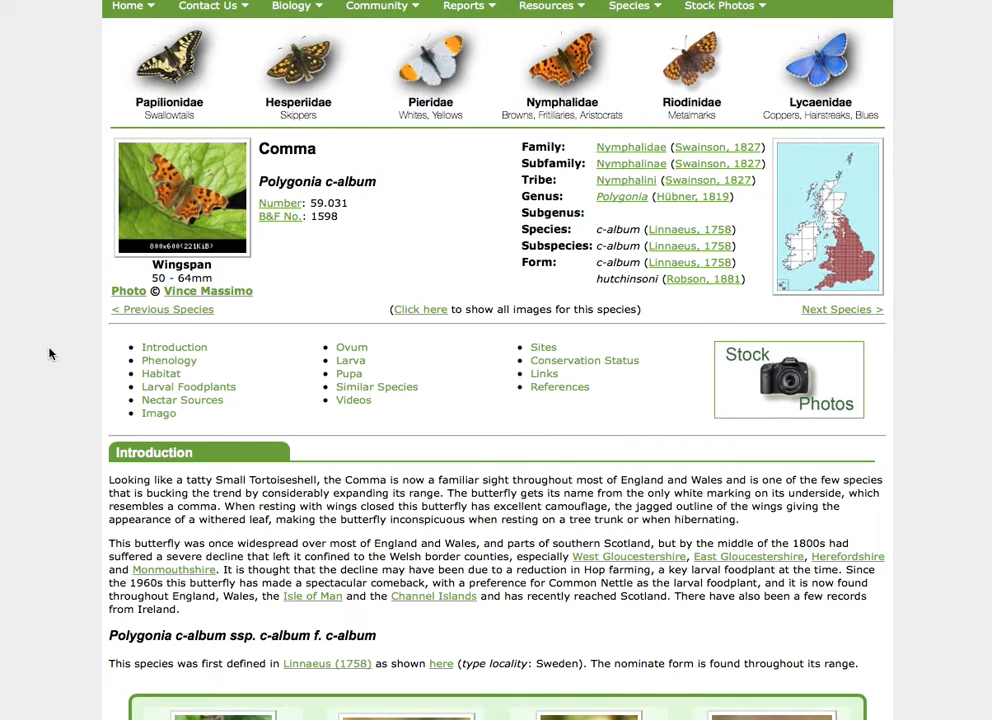 Home Contact Us Biology Community Reports Resources Species Stock Photos
Papilionidae
Swallowtails
Hesperiidae
Skippers
Pieridae
Whites, Yellows
Nymphalidae
Browns, Fritillaries, Aristocrats
Riodinidae
Metalmarks
Lycaenidae
Coppers, Hairstreaks, Blues
800x600(221KiB)
Wingspan
50 - 64mm
Photo © Vince Massimo
Comma
Polygonia c-album
Number: 59.031
B&F No.: 1598
Family: Nymphalidae (Swainson, 1827)
Subfamily: Nymphalinae (Swainson, 1827)
Tribe: Nymphalini (Swainson, 1827)
Genus: Polygonia (Hübner, 1819)
Subgenus:
Species: c-album (Linnaeus, 1758)
Subspecies: c-album (Linnaeus, 1758)
Form: c-album (Linnaeus, 1758)
hutchinsoni (Robson, 1881)
< Previous Species (Click here to show all images for this species) Next Species >
Introduction
Phenology
Habitat
Larval Foodplants
Nectar Sources
Imago
Ovum
Larva
Pupa
Similar Species
Videos
Sites
Conservation Status
Links
References
Stock
Photos
Introduction
Looking like a tatty Small Tortoiseshell, the Comma is now a familiar sight throughout most of England and Wales and is one of the few species
that is bucking the trend by considerably expanding its range. The butterfly gets its name from the only white marking on its underside, which
resembles a comma. When resting with wings closed this butterfly has excellent camouflage, the jagged outline of the wings giving the
appearance of a withered leaf, making the butterfly inconspicuous when resting on a tree trunk or when hibernating.
This butterfly was once widespread over most of England and Wales, and parts of southern Scotland, but by the middle of the 1800s had
suffered a severe decline that left it confined to the Welsh border counties, especially West Gloucestershire, East Gloucestershire, Herefordshire
and Monmouthshire. It is thought that the decline may have been due to a reduction in Hop farming, a key larval foodplant at the time. Since
the 1960s this butterfly has made a spectacular comeback, with a preference for Common Nettle as the larval foodplant, and it is now found
throughout England, Wales, the Isle of Man and the Channel Islands and has recently reached Scotland. There have also been a few records
from Ireland.
Polygonia c-album ssp. c-album f. c-album
This species was first defined in Linnaeus (1758) as shown here (type locality: Sweden). The nominate form is found throughout its range.